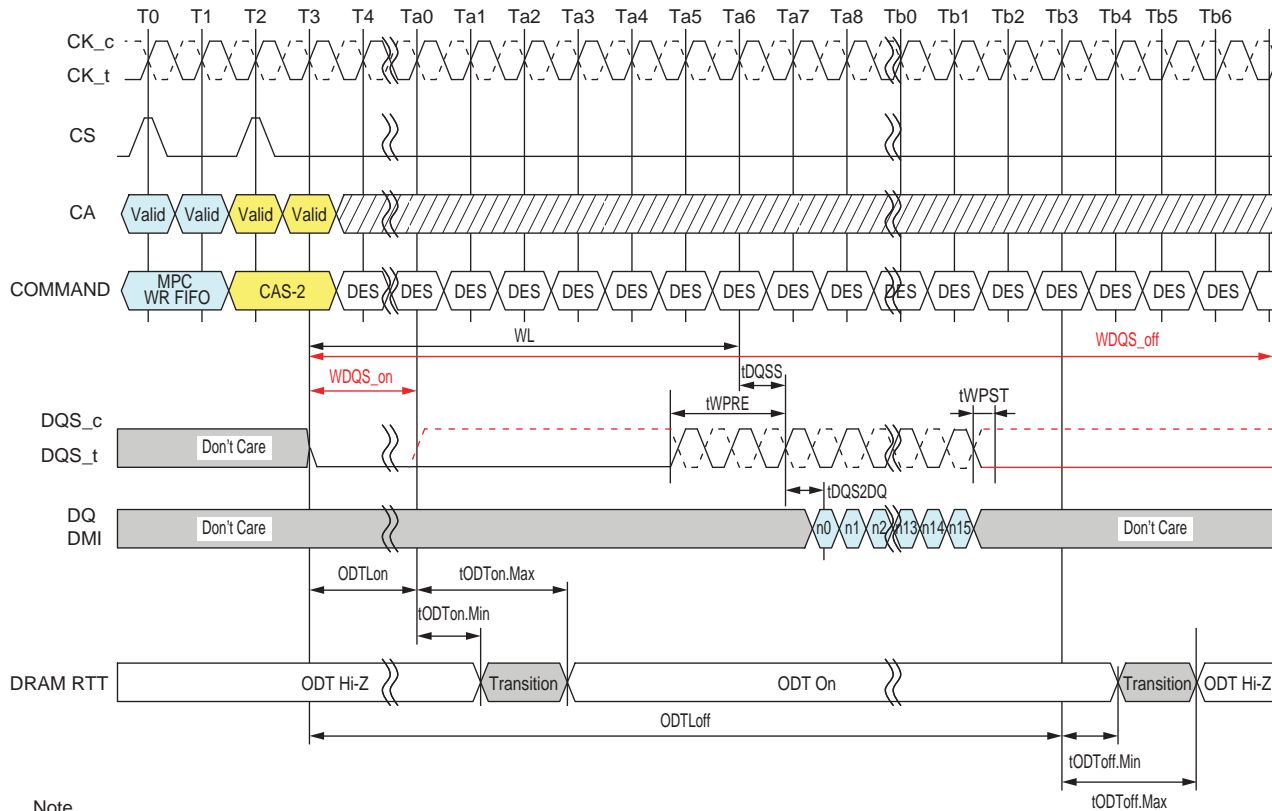 T0 T1 T2 T3 T4 Ta0 Ta1 Ta2 Ta3 Ta4 Ta5 Ta6 Ta7 Ta8 Tb0 Tb1 Tb2 Tb3 Tb4 Tb5 Tb6
CK_c
CK_t
CS
CA Valid Valid Valid Valid
COMMAND MPC WR FIFO CAS-2 DES DES DES DES DES DES DES DES DES DES DES DES DES DES DES DES DES
WL
WDQS_off
WDQS_on
tDQSS
tWPRE
tWPST
DQS_c
DQS_t
Don't Care
tDQS2DQ
DQ
DMI
Don't Care n0 n1 n2 n13 n14 n15 Don't Care
ODTLon
tODTon.Max
tODTon.Min
DRAM RTT ODT Hi-Z Transition ODT On Transition ODT Hi-Z
ODTLoff
tODToff.Min
tODToff.Max
Note